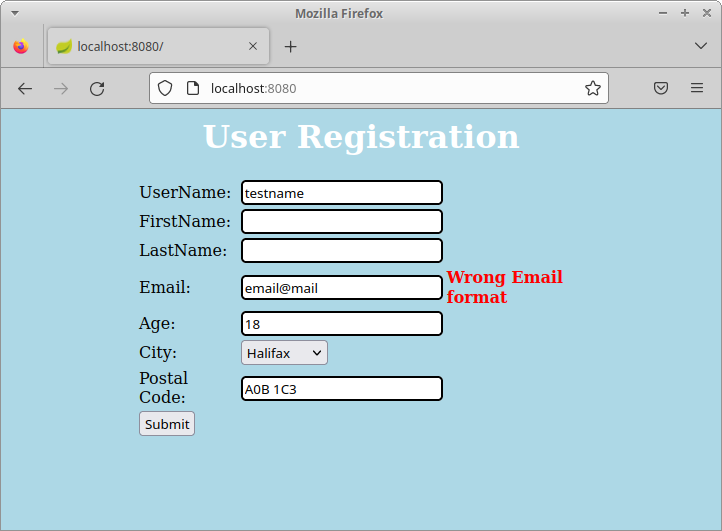 Mozilla Firefox
localhost:8080/
localhost:8080
User Registration
UserName: testname
FirstName:
LastName:
Email: email@mail Wrong Email
format
Age: 18
City: Halifax
Postal
Code: A0B 1C3
Submit